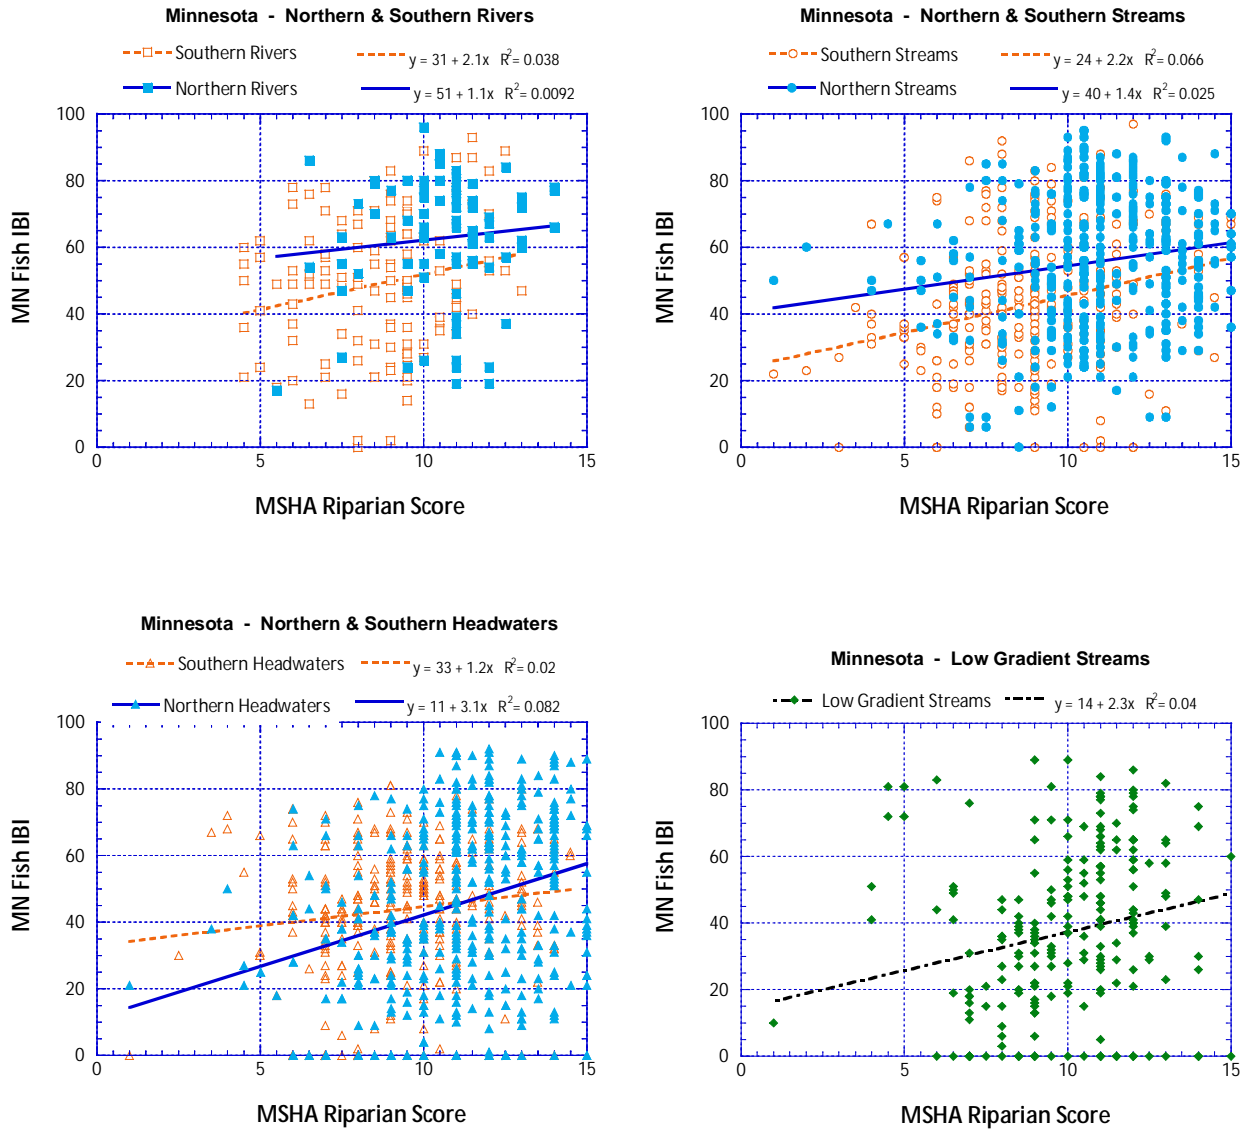 Minnesota - Northern & Southern Rivers
Southern Rivers y = 31 + 2.1x R²= 0.038
Northern Rivers y = 51 + 1.1x R²= 0.0092
100
80
60
40
20
0
MN Fish IBI
0 5 10 15
MSHA Riparian Score
Minnesota - Northern & Southern Streams
Southern Streams y = 24 + 2.2x R²= 0.066
Northern Streams y = 40 + 1.4x R²= 0.025
100
80
60
40
20
0
MN Fish IBI
0 5 10 15
MSHA Riparian Score
Minnesota - Northern & Southern Headwaters
Southern Headwaters y = 33 + 1.2x R²= 0.02
Northern Headwaters y = 11 + 3.1x R²= 0.082
100
80
60
40
20
0
MN Fish IBI
0 5 10 15
MSHA Riparian Score
Minnesota - Low Gradient Streams
Low Gradient Streams y = 14 + 2.3x R²= 0.04
100
80
60
40
20
0
MN Fish IBI
0 5 10 15
MSHA Riparian Score